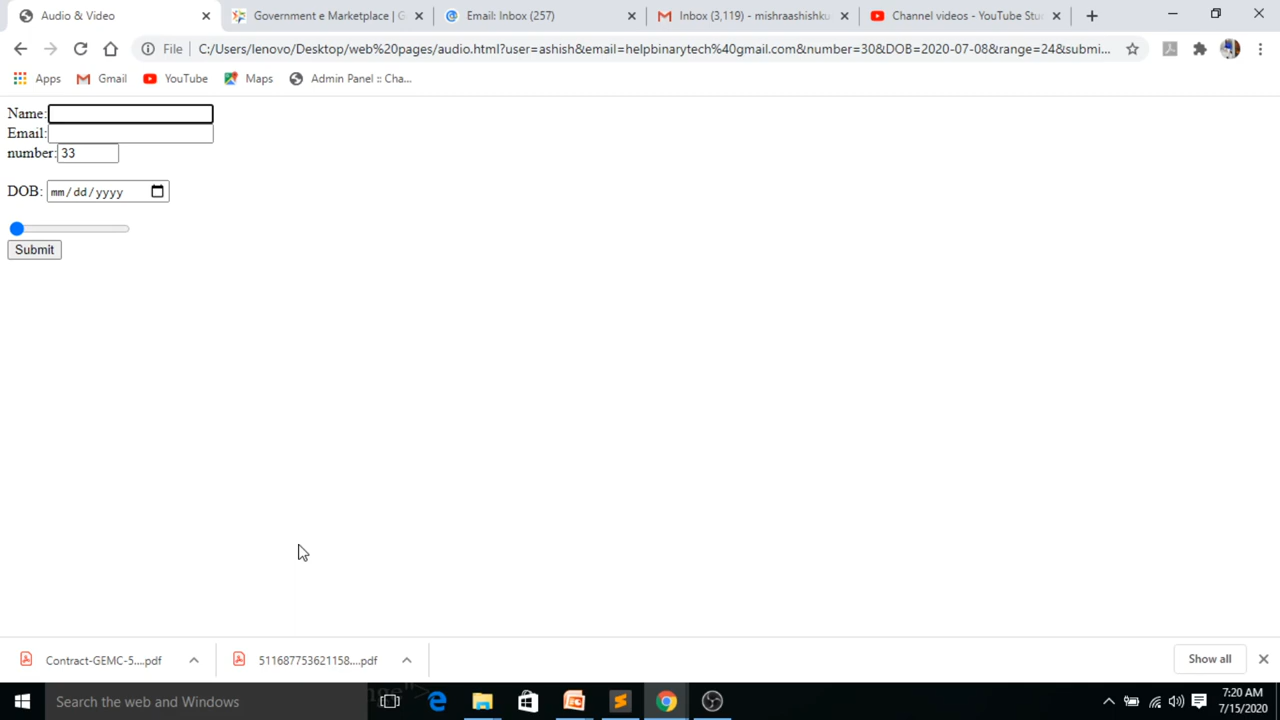 Audio & Video
Government e Marketplace | G
Email: Inbox (257)
Inbox (3,119) - mishraashishku
Channel videos - YouTube Stu
File
C:/Users/lenovo/Desktop/web%20pages/audio.html?user=ashish&email=helpbinarytech%40gmail.com&number=30&DOB=2020-07-08&range=24&submi...
Apps
Gmail
YouTube
Maps
Admin Panel :: Cha...
Name:
Email:
number: 33
DOB: mm/dd/yyyy
Submit
Contract-GEMC-5....pdf
511687753621158....pdf
Show all
Search the web and Windows
nge">
7:20 AM
7/15/2020